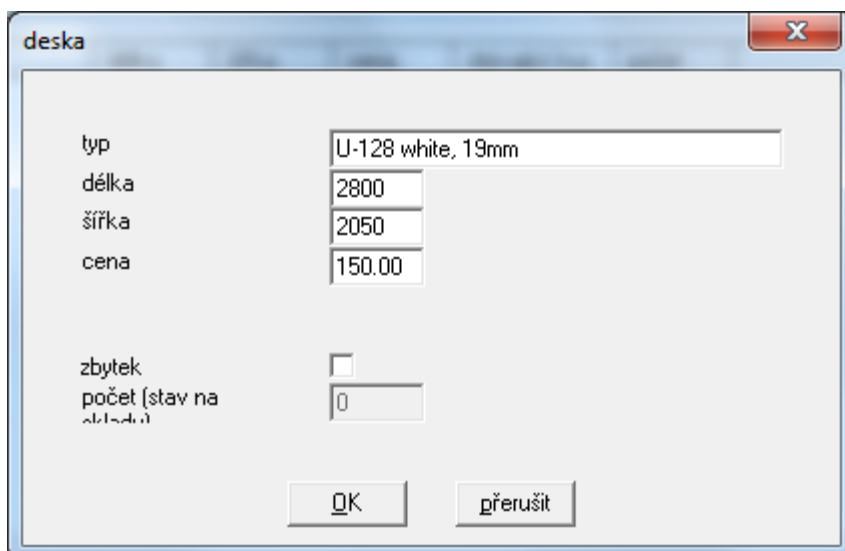 deska
typ U-128 white, 19mm
délka 2800
šířka 2050
cena 150.00
zbytek
počet (stav na 0
OK přerušit